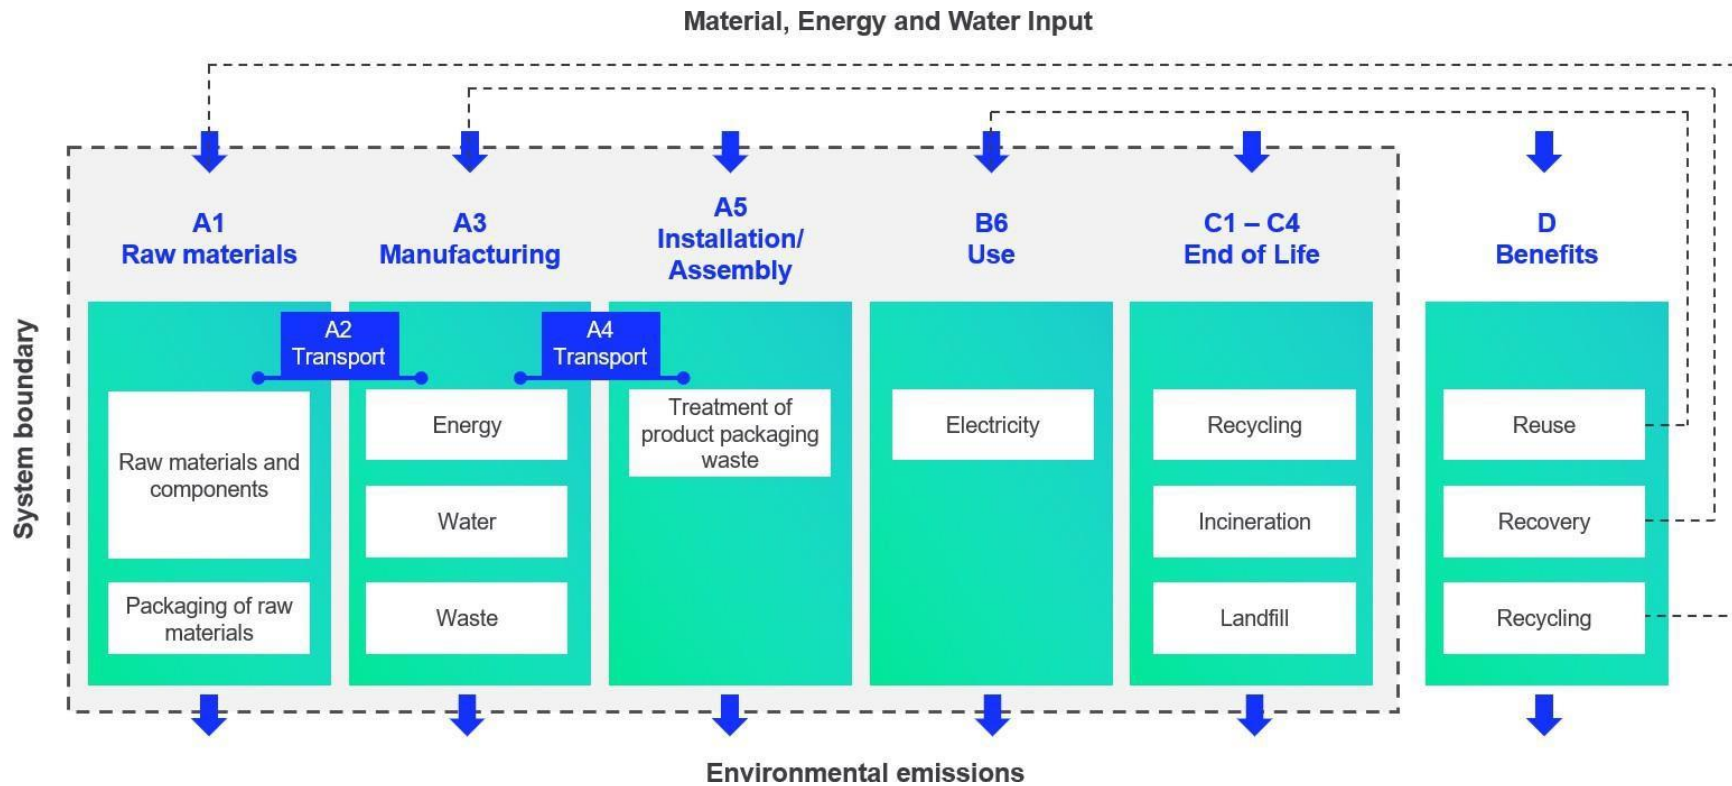 Material, Energy and Water Input
System boundary
A1
Raw materials
A3
Manufacturing
A5
Installation/
Assembly
B6
Use
C1 – C4
End of Life
D
Benefits
A2
Transport
A4
Transport
Raw materials and
components
Packaging of raw
materials
Energy
Water
Waste
Treatment of
product packaging
waste
Electricity
Recycling
Incineration
Landfill
Reuse
Recovery
Recycling
Environmental emissions